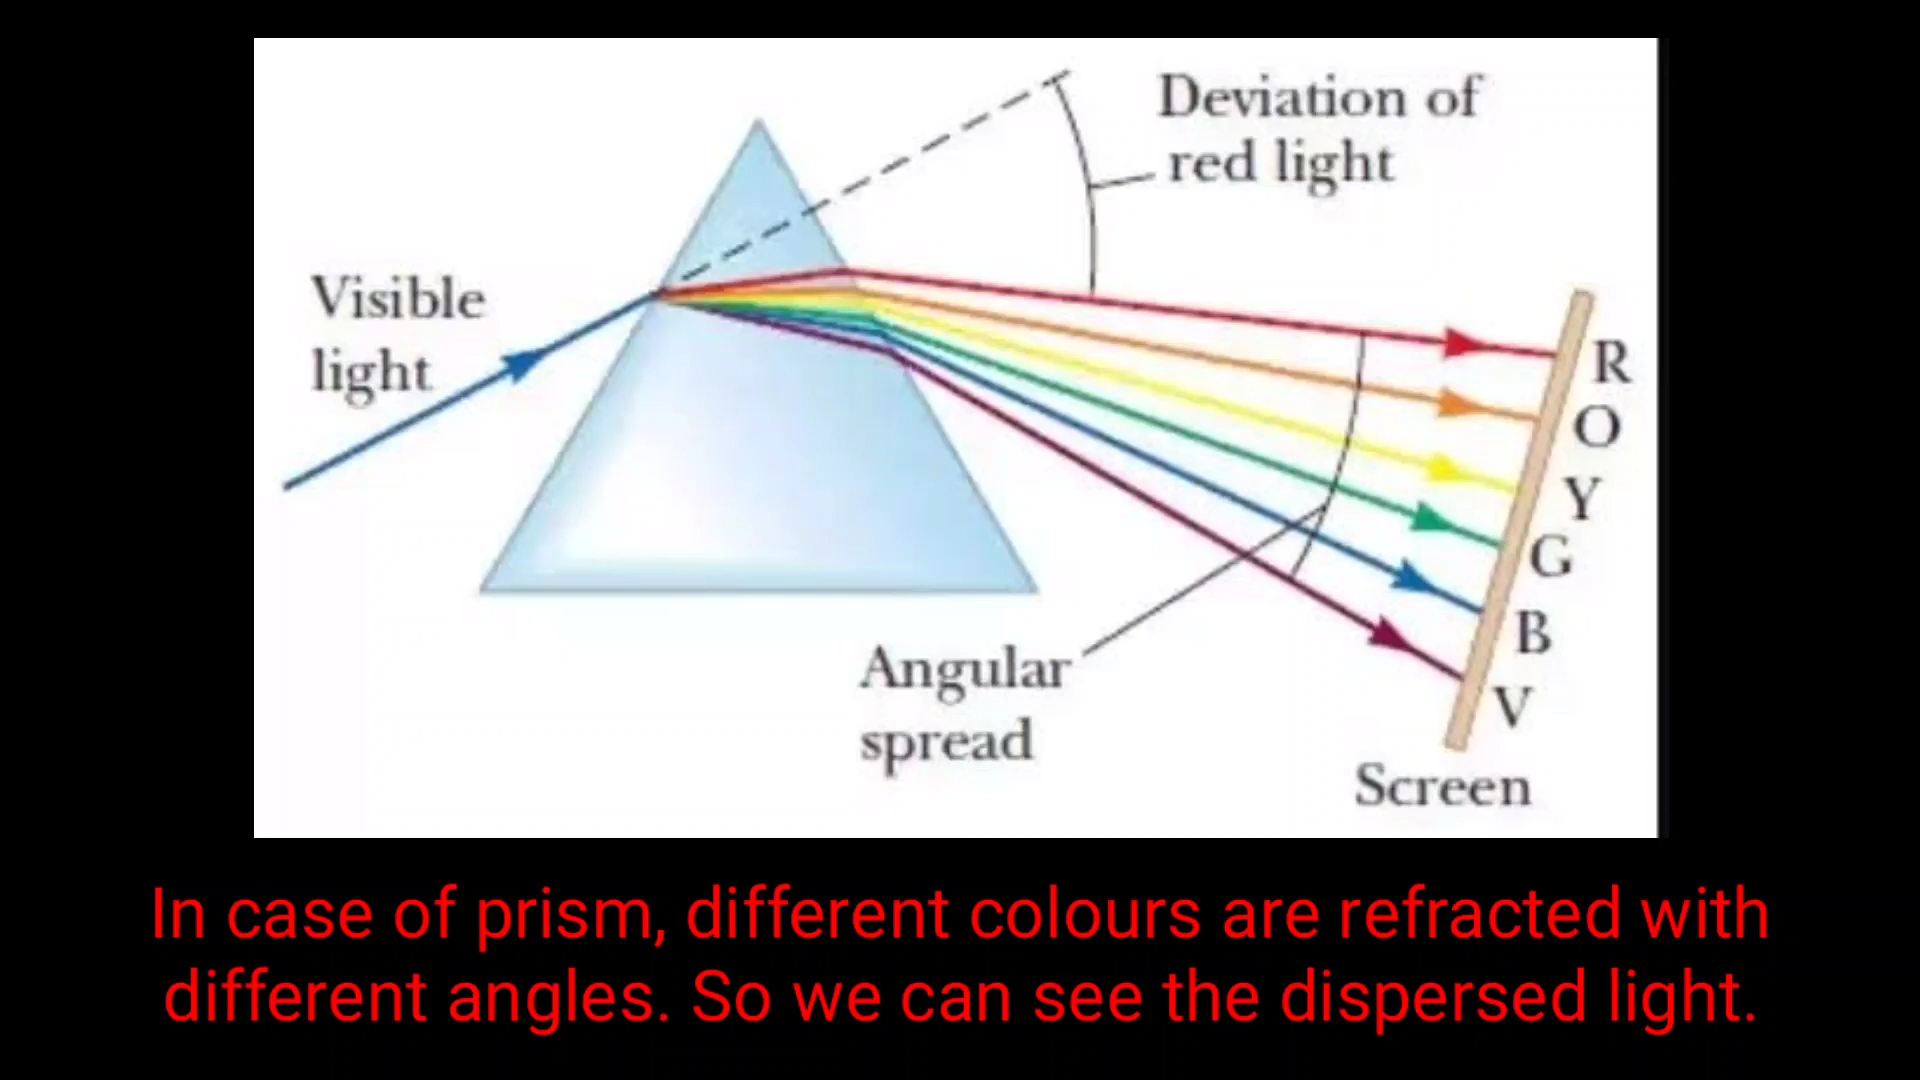 Deviation of
red light
Visible
light
R
O
Y
G
B
V
Angular
spread
Screen
In case of prism, different colours are refracted with
different angles. So we can see the dispersed light.